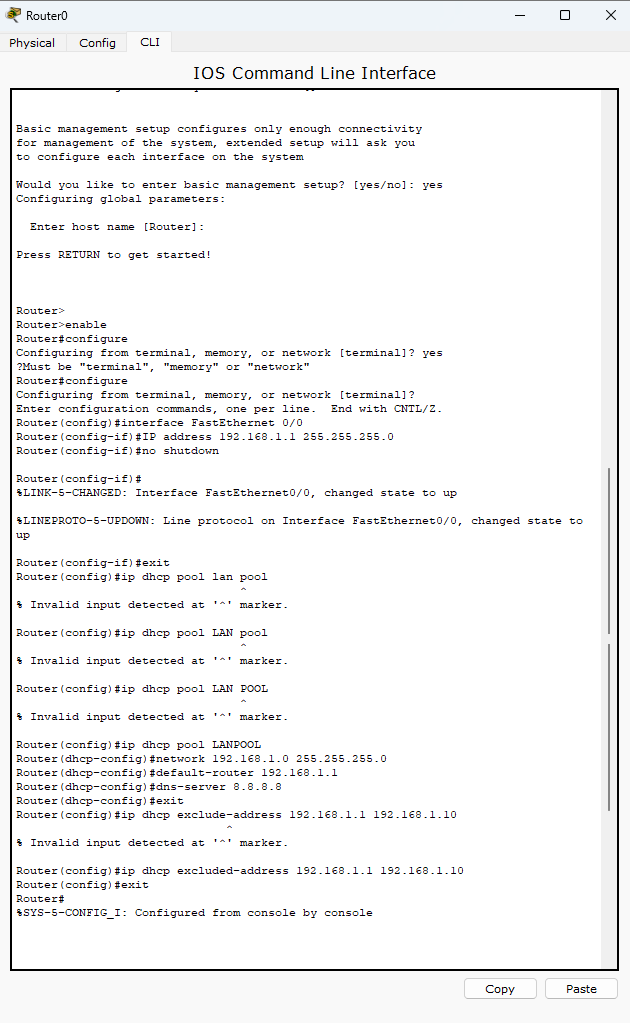 Router0
Physical Config CLI
IOS Command Line Interface
Basic management setup configures only enough connectivity
for management of the system, extended setup will ask you
to configure each interface on the system
Would you like to enter basic management setup? [yes/no]: yes
Configuring global parameters:
Enter host name [Router]:
Press RETURN to get started!
Router>
Router>enable
Router#configure
Configuring from terminal, memory, or network [terminal]? yes
?Must be "terminal", "memory" or "network"
Router#configure
Configuring from terminal, memory, or network [terminal]?
Enter configuration commands, one per line.  End with CNTL/Z.
Router(config)#interface FastEthernet 0/0
Router(config-if)#IP address 192.168.1.1 255.255.255.0
Router(config-if)#no shutdown
Router(config-if)#
%LINK-5-CHANGED: Interface FastEthernet0/0, changed state to up
%LINEPROTO-5-UPDOWN: Line protocol on Interface FastEthernet0/0, changed state to
up
Router(config-if)#exit
Router(config)#ip dhcp pool lan pool
^
% Invalid input detected at '^' marker.
Router(config)#ip dhcp pool LAN pool
^
% Invalid input detected at '^' marker.
Router(config)#ip dhcp pool LAN POOL
^
% Invalid input detected at '^' marker.
Router(config)#ip dhcp pool LANPOOL
Router(dhcp-config)#network 192.168.1.0 255.255.255.0
Router(dhcp-config)#default-router 192.168.1.1
Router(dhcp-config)#dns-server 8.8.8.8
Router(dhcp-config)#exit
Router(config)#ip dhcp exclude-address 192.168.1.1 192.168.1.10
^
% Invalid input detected at '^' marker.
Router(config)#ip dhcp excluded-address 192.168.1.1 192.168.1.10
Router(config)#exit
Router#
%SYS-5-CONFIG_I: Configured from console by console
Copy Paste